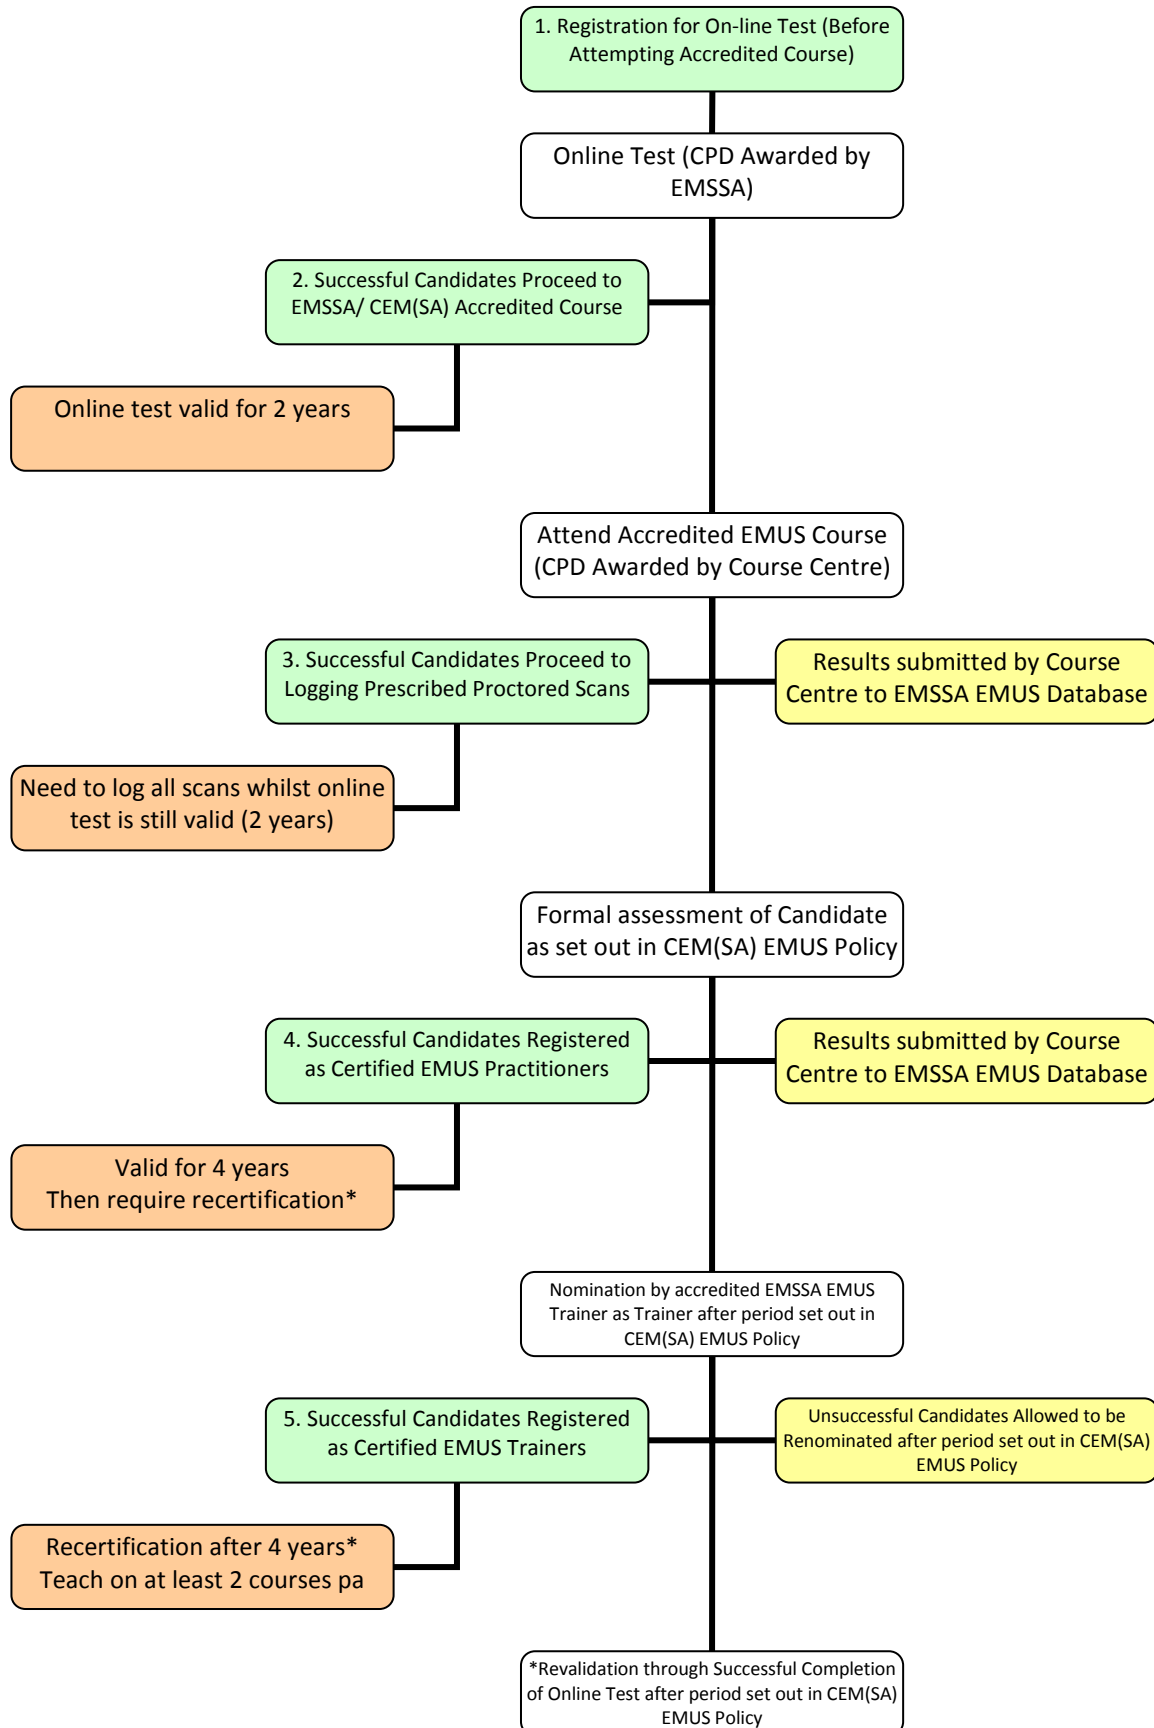 1. Registration for On-line Test (Before
Attempting Accredited Course)
Online Test (CPD Awarded by
EMSSA)
2. Successful Candidates Proceed to
EMSSA/ CEM(SA) Accredited Course
Online test valid for 2 years
Attend Accredited EMUS Course
(CPD Awarded by Course Centre)
3. Successful Candidates Proceed to
Logging Prescribed Proctored Scans
Results submitted by Course
Centre to EMSSA EMUS Database
Need to log all scans whilst online
test is still valid (2 years)
Formal assessment of Candidate
as set out in CEM(SA) EMUS Policy
4. Successful Candidates Registered
as Certified EMUS Practitioners
Results submitted by Course
Centre to EMSSA EMUS Database
Valid for 4 years
Then require recertification*
Nomination by accredited EMSSA EMUS
Trainer as Trainer after period set out in
CEM(SA) EMUS Policy
5. Successful Candidates Registered
as Certified EMUS Trainers
Unsuccessful Candidates Allowed to be
Renominated after period set out in CEM(SA)
EMUS Policy
Recertification after 4 years*
Teach on at least 2 courses pa
*Revalidation through Successful Completion
of Online Test after period set out in CEM(SA)
EMUS Policy